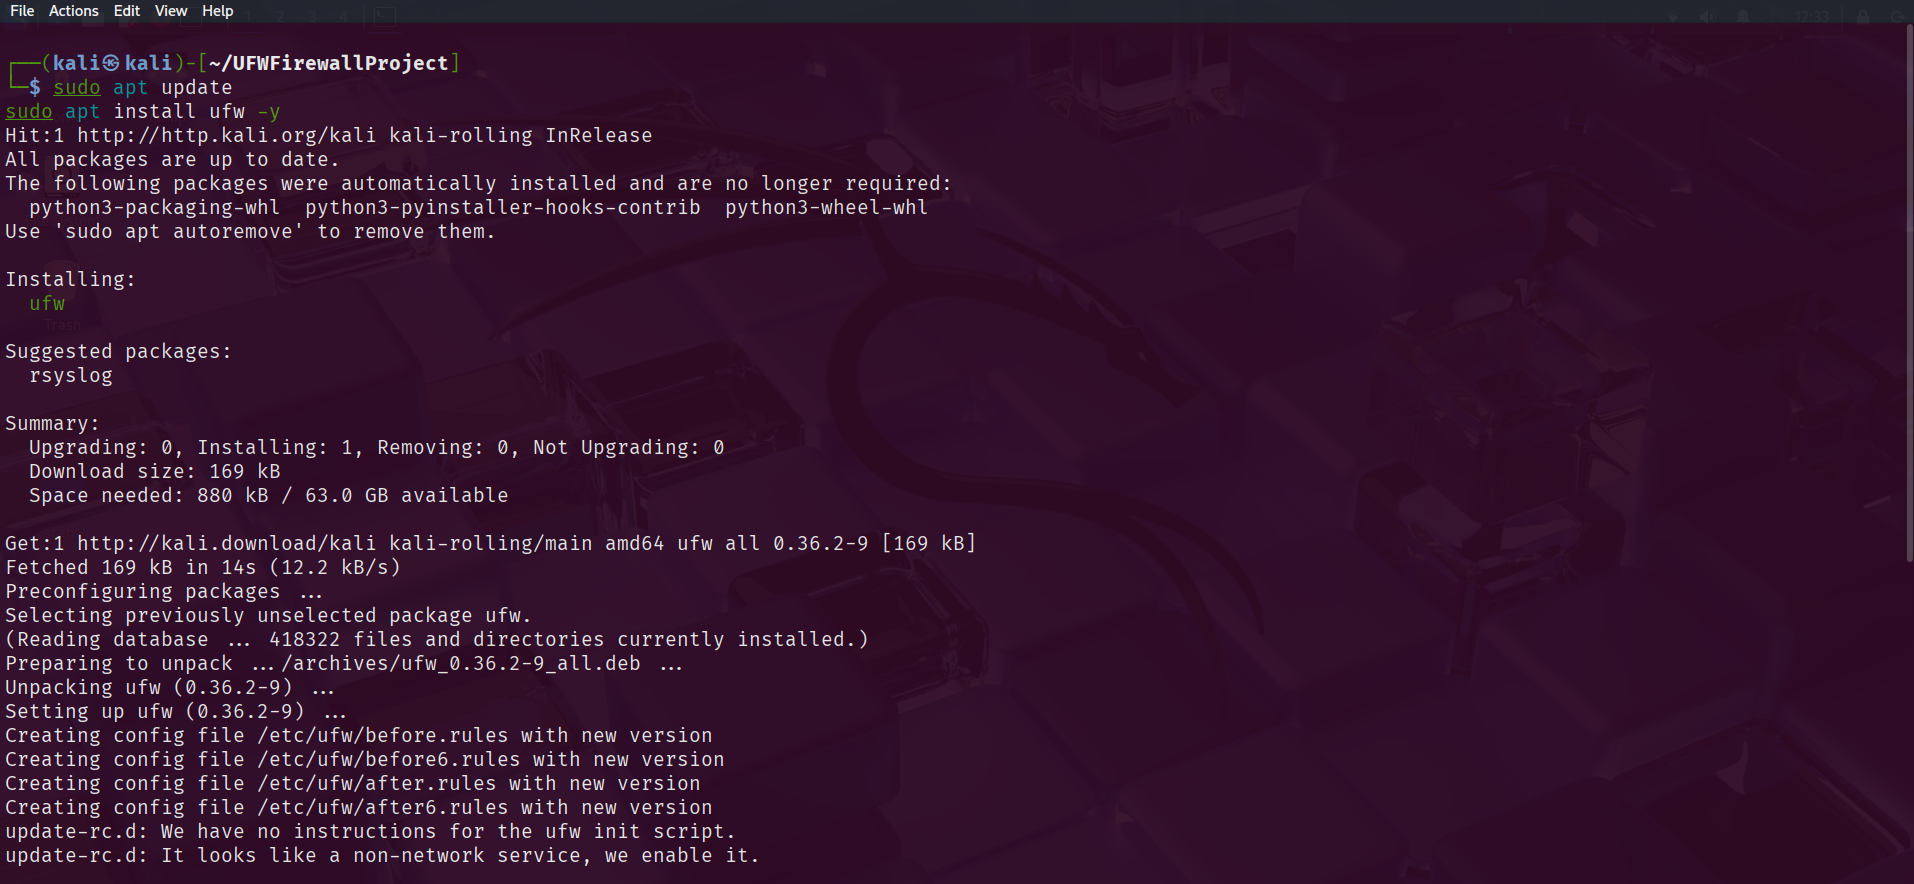 File Actions Edit View Help
┌──(kali㉿kali)-[~/UFWFirewallProject]
└─$ sudo apt update
sudo apt install ufw -y
Hit:1 http://http.kali.org/kali kali-rolling InRelease
All packages are up to date.
The following packages were automatically installed and are no longer required:
  python3-packaging-whl  python3-pyinstaller-hooks-contrib  python3-wheel-whl
Use 'sudo apt autoremove' to remove them.

Installing:
  ufw
Trash

Suggested packages:
  rsyslog

Summary:
  Upgrading: 0, Installing: 1, Removing: 0, Not Upgrading: 0
  Download size: 169 kB
  Space needed: 880 kB / 63.0 GB available

Get:1 http://kali.download/kali kali-rolling/main amd64 ufw all 0.36.2-9 [169 kB]
Fetched 169 kB in 14s (12.2 kB/s)
Preconfiguring packages ...
Selecting previously unselected package ufw.
(Reading database ... 418322 files and directories currently installed.)
Preparing to unpack .../archives/ufw_0.36.2-9_all.deb ...
Unpacking ufw (0.36.2-9) ...
Setting up ufw (0.36.2-9) ...
Creating config file /etc/ufw/before.rules with new version
Creating config file /etc/ufw/before6.rules with new version
Creating config file /etc/ufw/after.rules with new version
Creating config file /etc/ufw/after6.rules with new version
update-rc.d: We have no instructions for the ufw init script.
update-rc.d: It looks like a non-network service, we enable it.